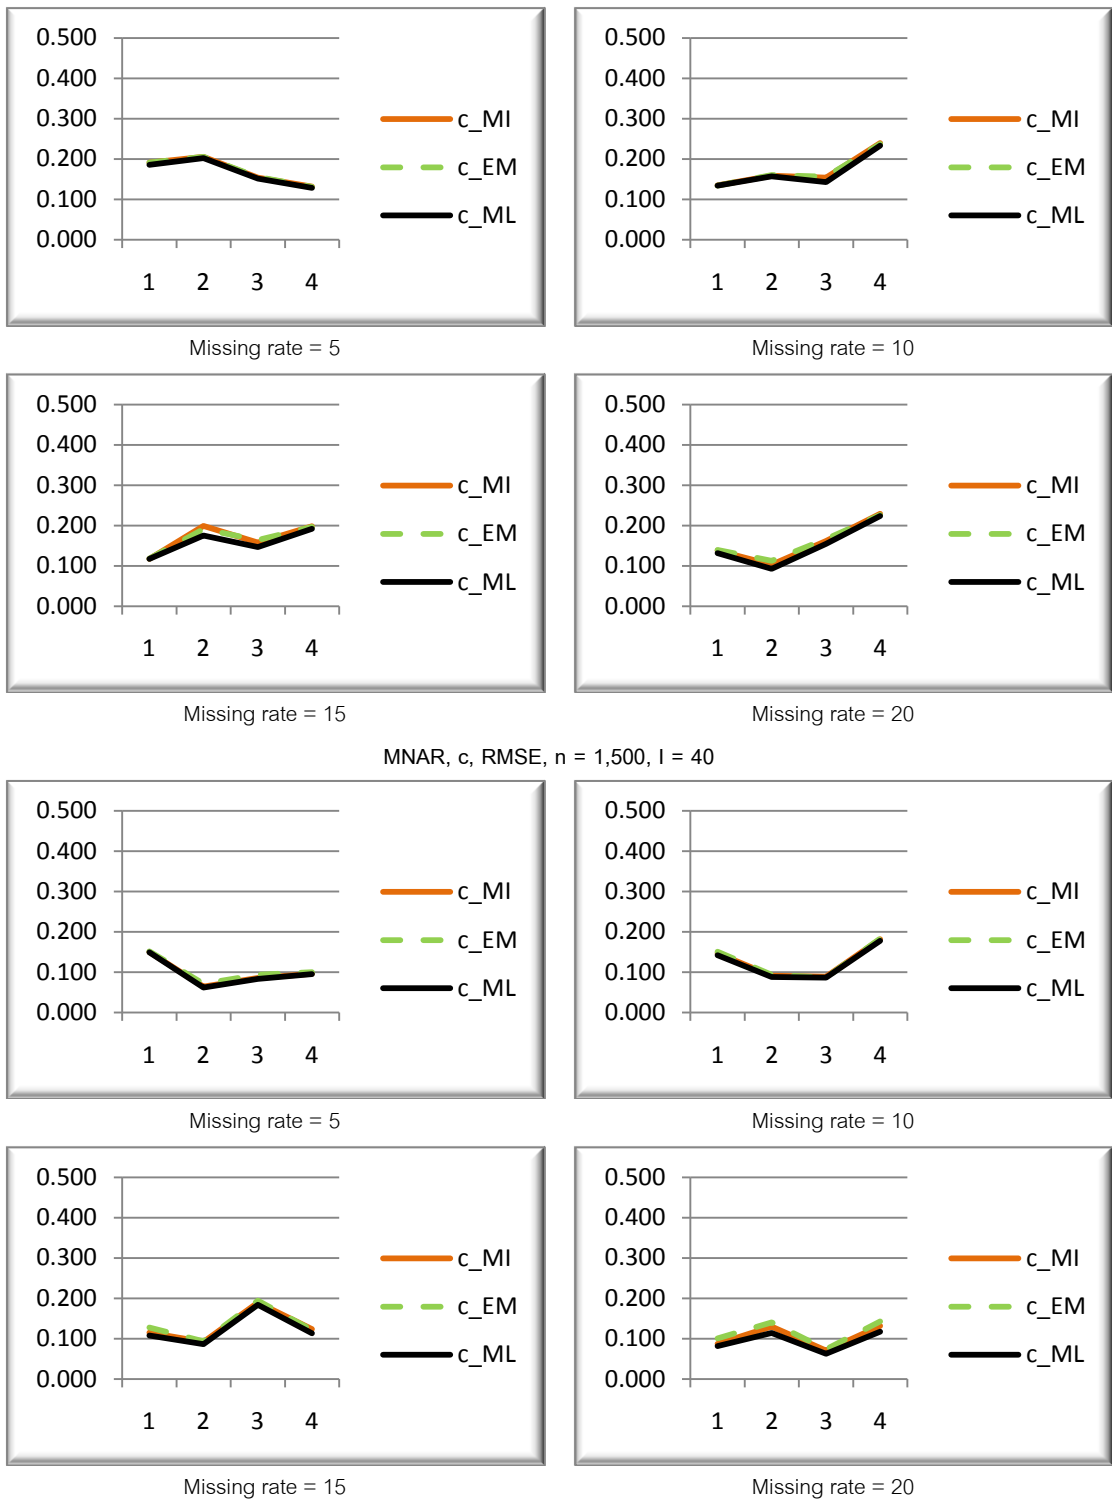 0.500
0.400
0.300
0.200
0.100
0.000
1 2 3 4
c_MI
c_EM
c_ML
Missing rate = 5
0.500
0.400
0.300
0.200
0.100
0.000
1 2 3 4
c_MI
c_EM
c_ML
Missing rate = 10
0.500
0.400
0.300
0.200
0.100
0.000
1 2 3 4
c_MI
c_EM
c_ML
Missing rate = 15
0.500
0.400
0.300
0.200
0.100
0.000
1 2 3 4
c_MI
c_EM
c_ML
Missing rate = 20
MNAR, c, RMSE, n = 1,500, I = 40
0.500
0.400
0.300
0.200
0.100
0.000
1 2 3 4
c_MI
c_EM
c_ML
Missing rate = 5
0.500
0.400
0.300
0.200
0.100
0.000
1 2 3 4
c_MI
c_EM
c_ML
Missing rate = 10
0.500
0.400
0.300
0.200
0.100
0.000
1 2 3 4
c_MI
c_EM
c_ML
Missing rate = 15
0.500
0.400
0.300
0.200
0.100
0.000
1 2 3 4
c_MI
c_EM
c_ML
Missing rate = 20